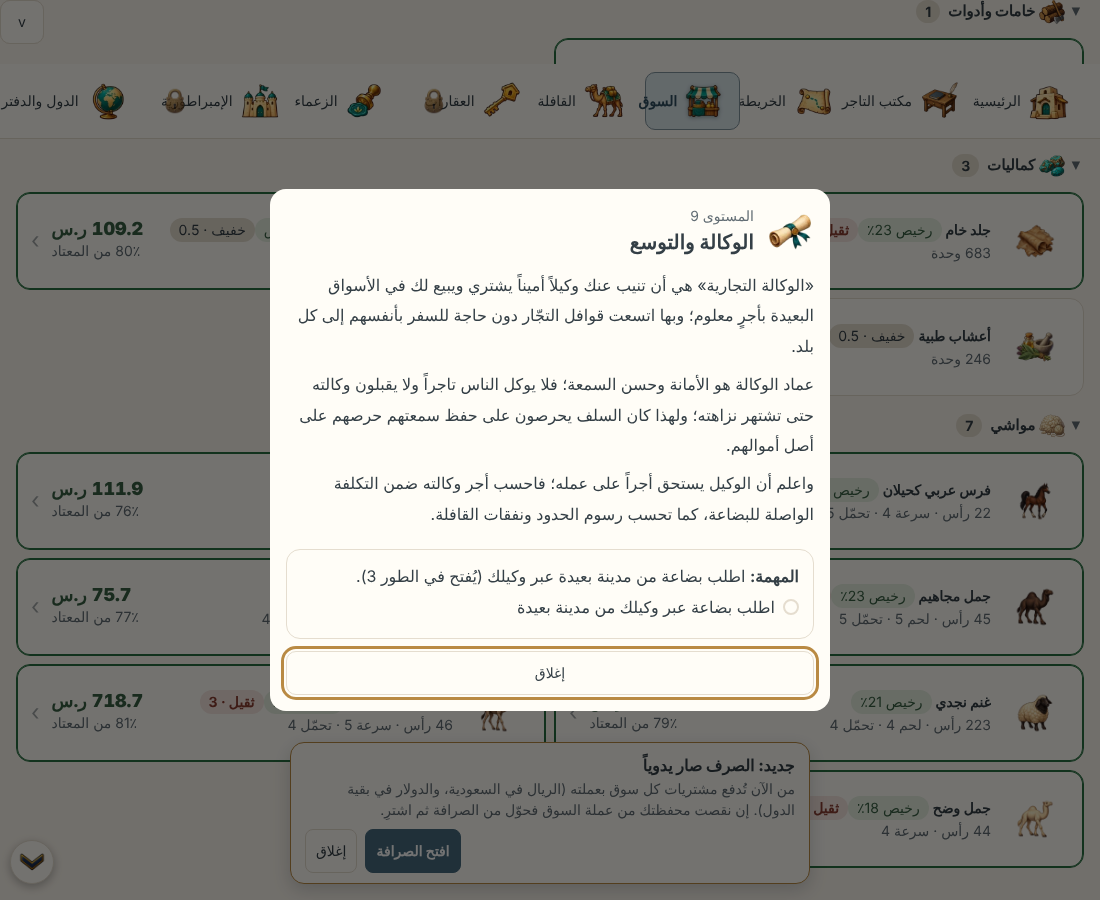 خامات وأدوات 1
v
الرئيسية
مكتب التاجر
الخريطة
السوق
القافلة
العقار
الزعماء
الدول والدفتر
كماليات 3
جلد خام رخيص 23٪
683 وحدة
خفيف · 0.5
109.2 ر.س
80٪ من المعتاد
أعشاب طبية خفيف · 0.5
246 وحدة
مواشي 7
فرس عربي كحيلان رخيص
22 رأس · سرعة 4 · تحمّل 5
111.9 ر.س
76٪ من المعتاد
جمل مجاهيم رخيص 23٪
45 رأس · لحم 5 · تحمّل 5
75.7 ر.س
77٪ من المعتاد
غنم نجدي رخيص 21٪
223 رأس · لحم 4 · تحمّل 4
79٪ من المعتاد
ثقيل · 3
46 رأس · سرعة 5 · تحمّل 4
718.7 ر.س
81٪ من المعتاد
جمل وضح رخيص 18٪ ثقيل
44 رأس · سرعة 4
المستوى 9
الوكالة والتوسع
«الوكالة التجارية» هي أن تنيب عنك وكيلاً أميناً يشتري ويبيع لك في الأسواق
البعيدة بأجرٍ معلوم؛ وبها اتسعت قوافل التجّار دون حاجة للسفر بأنفسهم إلى كل
بلد.
عماد الوكالة هو الأمانة وحسن السمعة؛ فلا يوكل الناس تاجراً ولا يقبلون وكالته
حتى تشتهر نزاهته؛ ولهذا كان السلف يحرصون على حفظ سمعتهم حرصهم على
أصل أموالهم.
واعلم أن الوكيل يستحق أجراً على عمله؛ فاحسب أجر وكالته ضمن التكلفة
الواصلة للبضاعة، كما تحسب رسوم الحدود ونفقات القافلة.
المهمة: اطلب بضاعة من مدينة بعيدة عبر وكيلك (يُفتح في الطور 3).
اطلب بضاعة عبر وكيلك من مدينة بعيدة
إغلاق
جديد: الصرف صار يدوياً
من الآن تُدفع مشتريات كل سوق بعملته (الريال في السعودية، والدولار في بقية
الدول). إن نقصت محفظتك من عملة السوق فحوّل من الصرافة ثم اشترِ.
افتح الصرافة
إغلاق